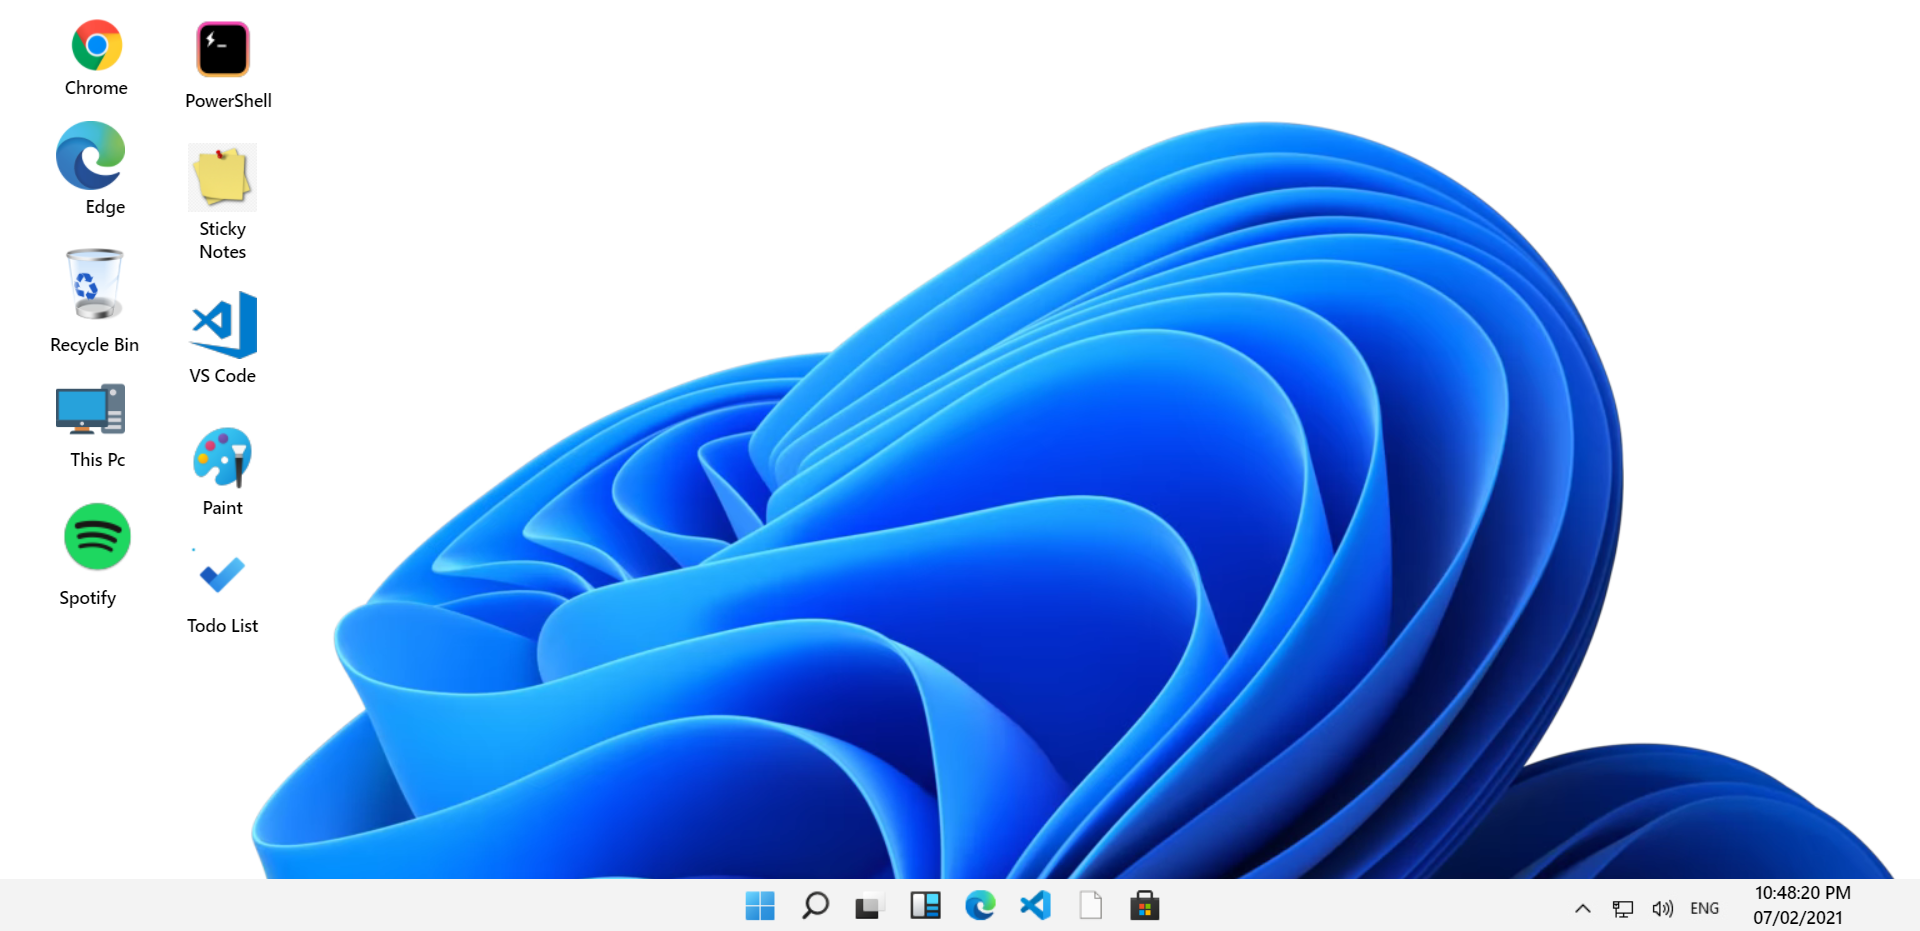 Chrome
PowerShell
Edge
Sticky
Notes
Recycle Bin
VS Code
This Pc
Paint
Spotify
Todo List
ENG
10:48:20 PM
07/02/2021